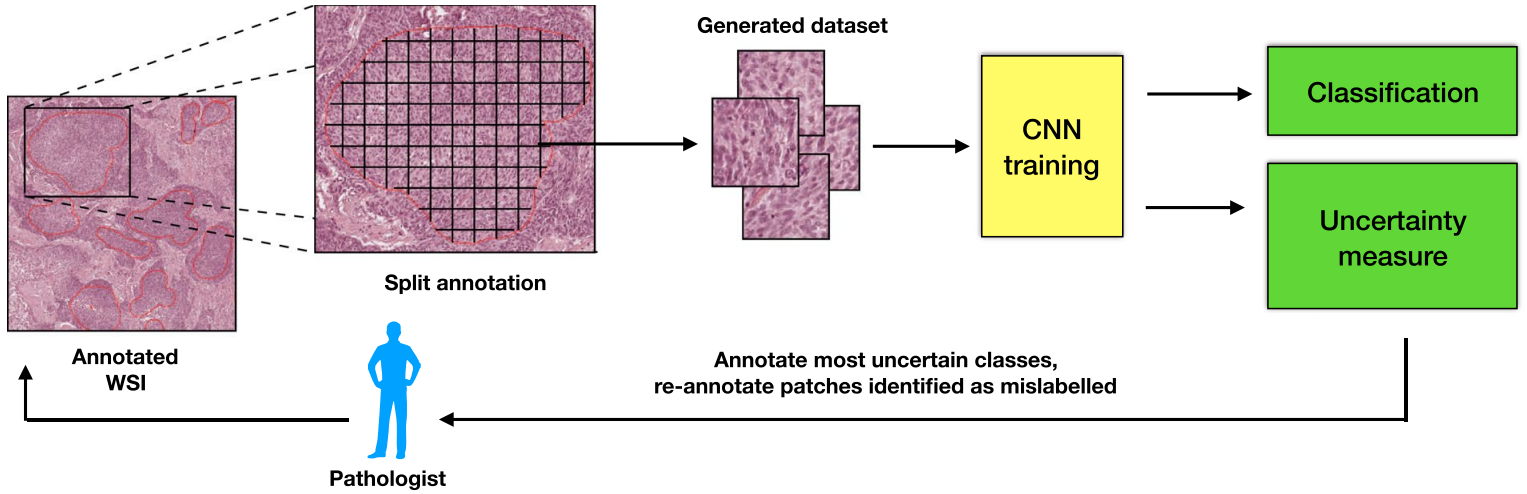 Generated dataset
CNN
training
Classification
Uncertainty
measure
Split annotation
Annotated
WSI
Annotate most uncertain classes,
re-annotate patches identified as mislabelled
Pathologist